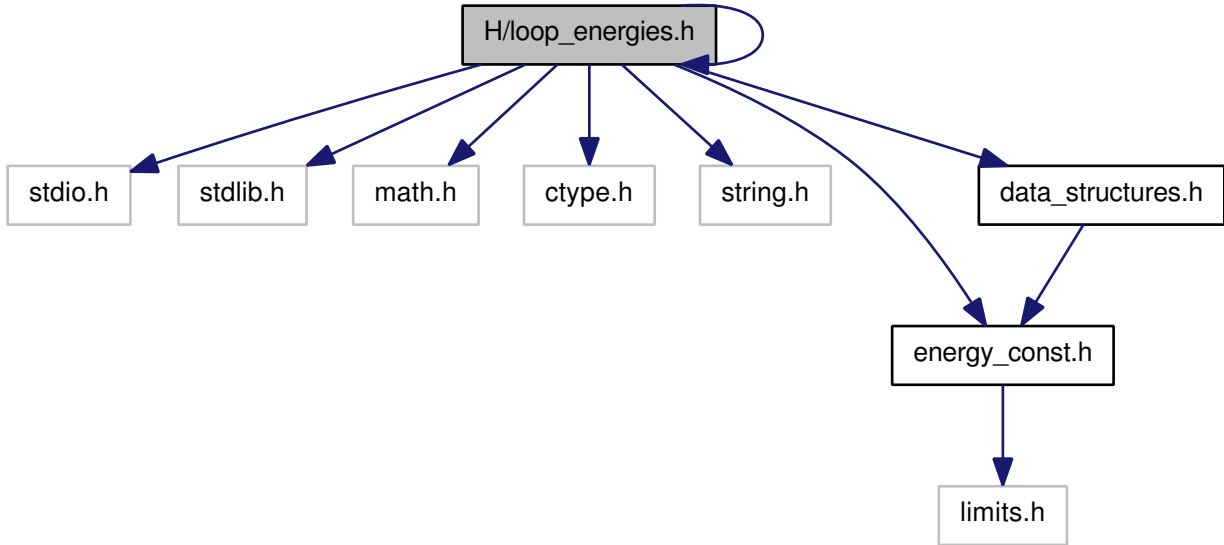 H/loop_energies.h
stdio.h
stdlib.h
math.h
ctype.h
string.h
data_structures.h
energy_const.h
limits.h